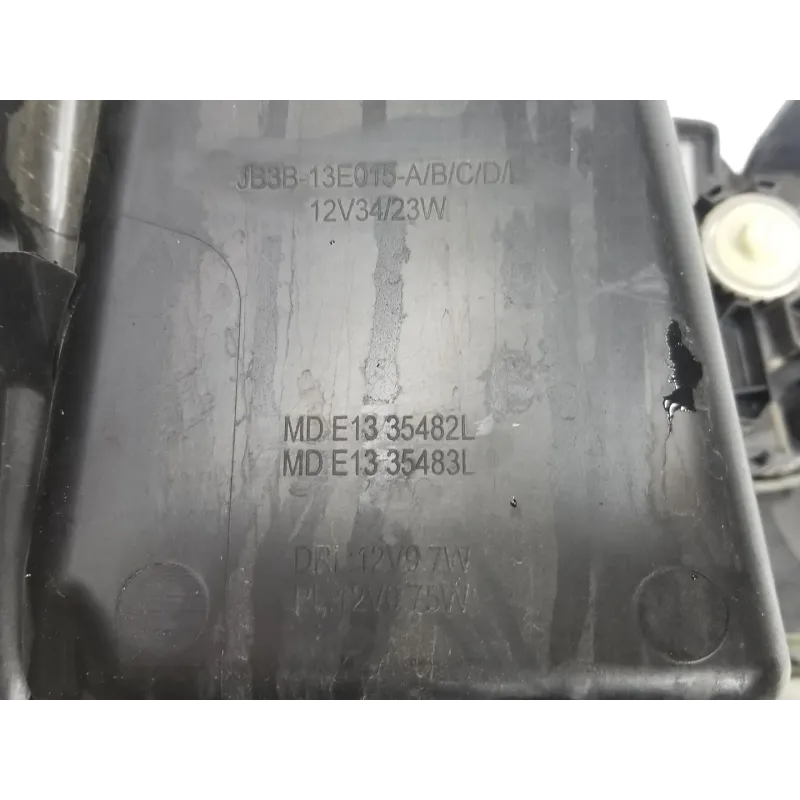 JB3B-13E015-A/B/C/D/
12V34/23W
MD E13 35482L
MD E13 35483L
DRL:12V9.7W
PL:12V0.75W